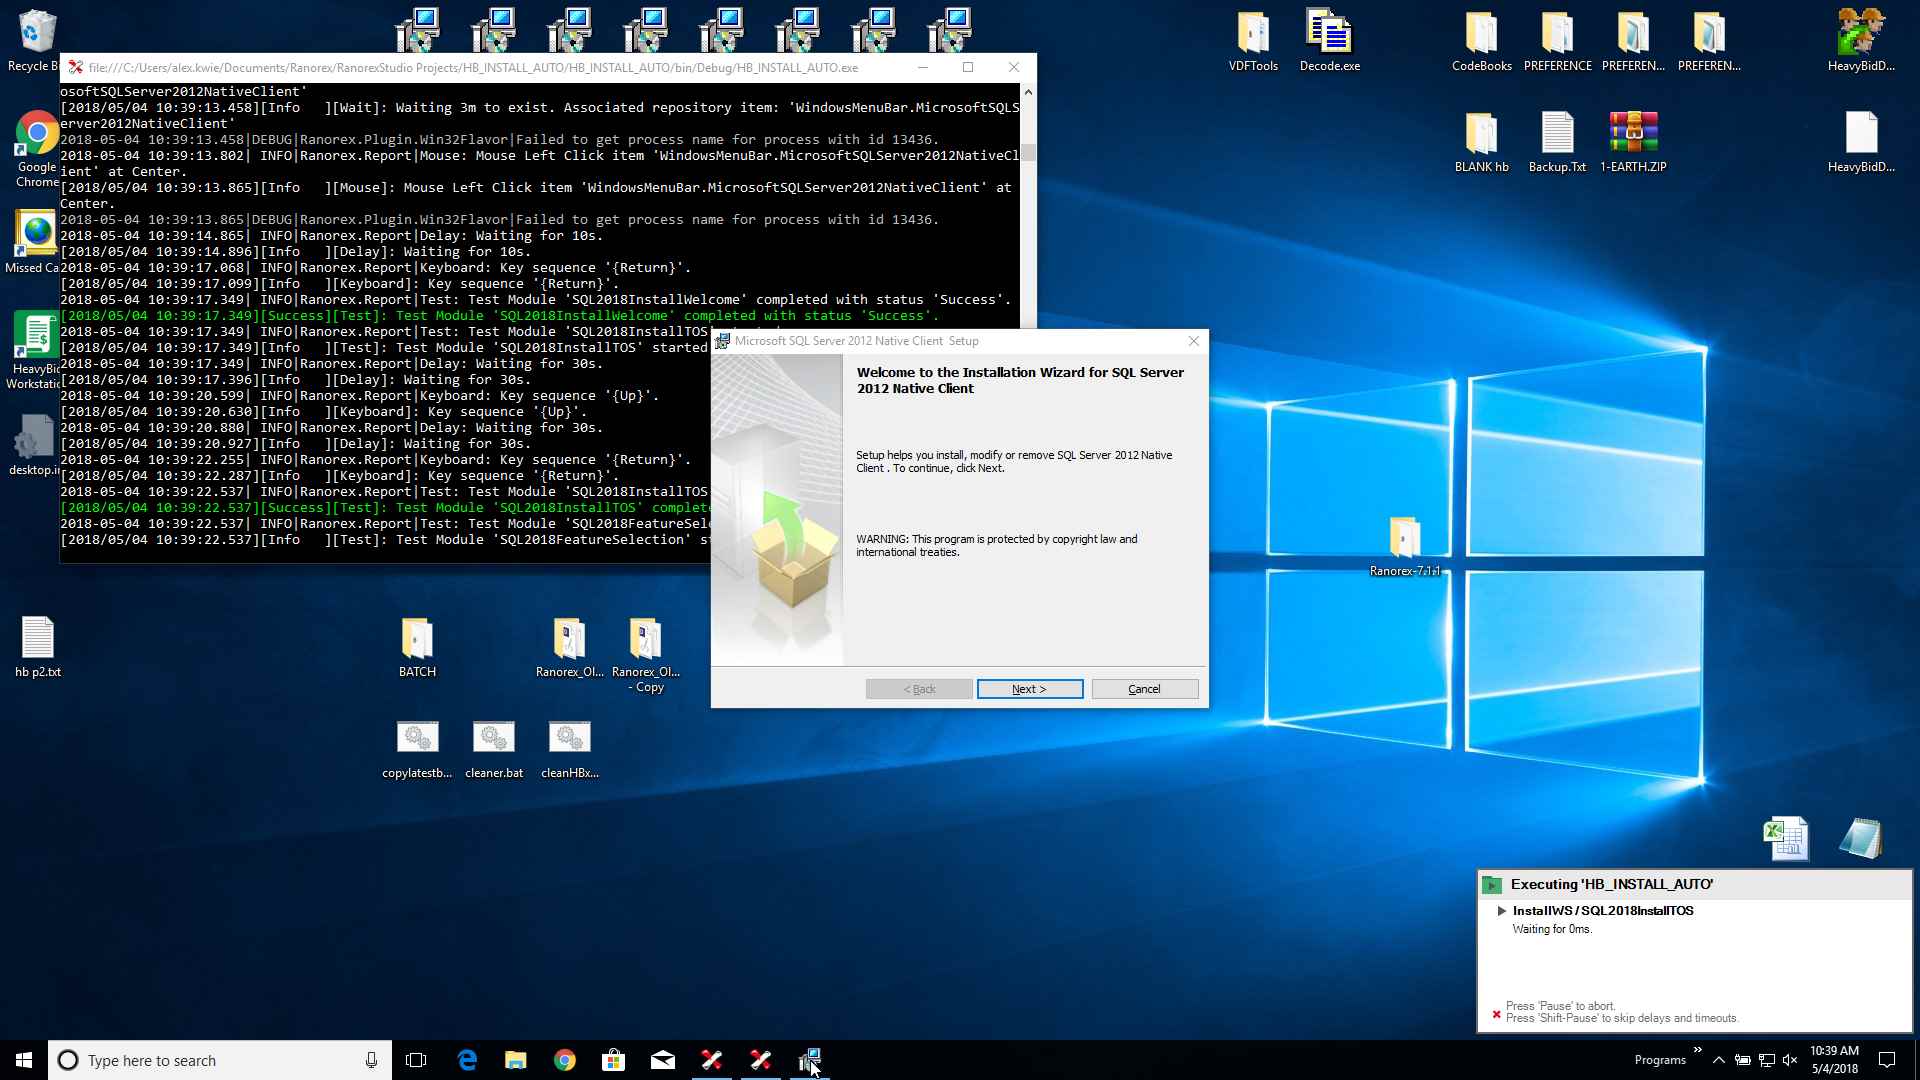 Recycle Bi
VDFTools
Decode.exe
CodeBooks
PREFERENCE
PREFEREN...
PREFEREN...
HeavyBidD...
file:///C:/Users/alex.kwie/Documents/Ranorex/RanorexStudio Projects/HB_INSTALL_AUTO/HB_INSTALL_AUTO/bin/Debug/HB_INSTALL_AUTO.exe
osoftSQLServer2012NativeClient'
[2018/05/04 10:39:13.458][Info   ][Wait]: Waiting 3m to exist. Associated repository item: 'WindowsMenuBar.MicrosoftSQLS
erver2012NativeClient'
2018-05-04 10:39:13.458|DEBUG|Ranorex.Plugin.Win32Flavor|Failed to get process name for process with id 13436.
2018-05-04 10:39:13.802| INFO|Ranorex.Report|Mouse: Mouse Left Click item 'WindowsMenuBar.MicrosoftSQLServer2012NativeCl
ient' at Center.
[2018/05/04 10:39:13.865][Info   ][Mouse]: Mouse Left Click item 'WindowsMenuBar.MicrosoftSQLServer2012NativeClient' at
Center.
2018-05-04 10:39:13.865|DEBUG|Ranorex.Plugin.Win32Flavor|Failed to get process name for process with id 13436.
2018-05-04 10:39:14.865| INFO|Ranorex.Report|Delay: Waiting for 10s.
[2018/05/04 10:39:14.896][Info   ][Delay]: Waiting for 10s.
2018-05-04 10:39:17.068| INFO|Ranorex.Report|Keyboard: Key sequence '{Return}'.
[2018/05/04 10:39:17.099][Info   ][Keyboard]: Key sequence '{Return}'.
2018-05-04 10:39:17.349| INFO|Ranorex.Report|Test: Test Module 'SQL2018InstallWelcome' completed with status 'Success'.
[2018/05/04 10:39:17.349][Success][Test]: Test Module 'SQL2018InstallWelcome' completed with status 'Success'.
2018-05-04 10:39:17.349| INFO|Ranorex.Report|Test: Test Module 'SQL2018InstallTOS' started
[2018/05/04 10:39:17.349][Info   ][Test]: Test Module 'SQL2018InstallTOS' started
2018-05-04 10:39:17.349| INFO|Ranorex.Report|Delay: Waiting for 30s.
[2018/05/04 10:39:17.396][Info   ][Delay]: Waiting for 30s.
2018-05-04 10:39:20.599| INFO|Ranorex.Report|Keyboard: Key sequence '{Up}'.
[2018/05/04 10:39:20.630][Info   ][Keyboard]: Key sequence '{Up}'.
2018-05-04 10:39:20.880| INFO|Ranorex.Report|Delay: Waiting for 30s.
[2018/05/04 10:39:20.927][Info   ][Delay]: Waiting for 30s.
2018-05-04 10:39:22.255| INFO|Ranorex.Report|Keyboard: Key sequence '{Return}'.
[2018/05/04 10:39:22.287][Info   ][Keyboard]: Key sequence '{Return}'.
2018-05-04 10:39:22.537| INFO|Ranorex.Report|Test: Test Module 'SQL2018InstallTOS'
[2018/05/04 10:39:22.537][Success][Test]: Test Module 'SQL2018InstallTOS' complete
2018-05-04 10:39:22.537| INFO|Ranorex.Report|Test: Test Module 'SQL2018FeatureSele
[2018/05/04 10:39:22.537][Info   ][Test]: Test Module 'SQL2018FeatureSelection' st
Google
Chrome
Missed Ca
HeavyBid
Workstatio
desktop.in
BLANK hb
Backup.Txt
1-EARTH.ZIP
HeavyBidD...
Microsoft SQL Server 2012 Native Client Setup
Welcome to the Installation Wizard for SQL Server
2012 Native Client
Setup helps you install, modify or remove SQL Server 2012 Native
Client . To continue, click Next.
WARNING: This program is protected by copyright law and
international treaties.
< Back
Next >
Cancel
Ranorex-7.1.1
hb p2.txt
BATCH
Ranorex_Ol...
Ranorex_Ol...
- Copy
copylatestb...
cleaner.bat
cleanHBx...
Executing 'HB_INSTALL_AUTO'
InstallWS / SQL2018InstallTOS
Waiting for 0ms.
Press 'Pause' to abort.
Press 'Shift-Pause' to skip delays and timeouts.
Type here to search
Programs
10:39 AM
5/4/2018